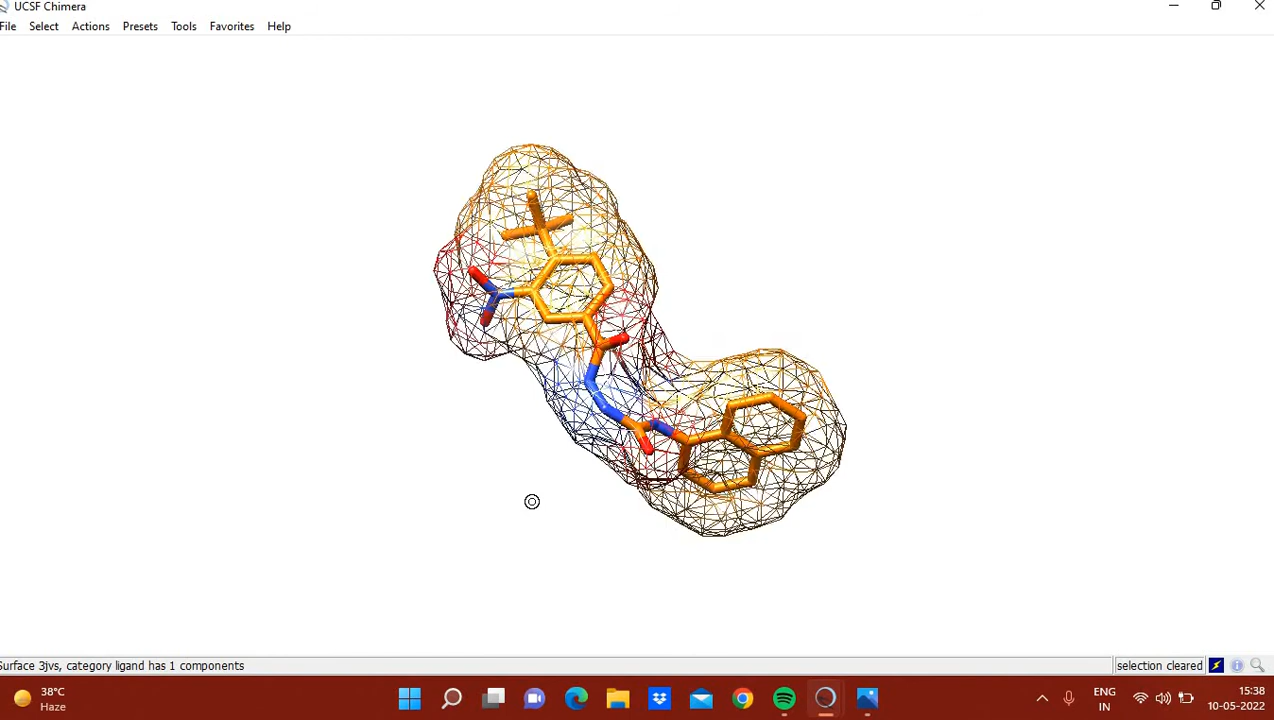 UCSF Chimera
File Select Actions Presets Tools Favorites Help
Surface 3jvs, category ligand has 1 components
selection cleared
38°C
Haze
ENG
IN
15:38
10-05-2022